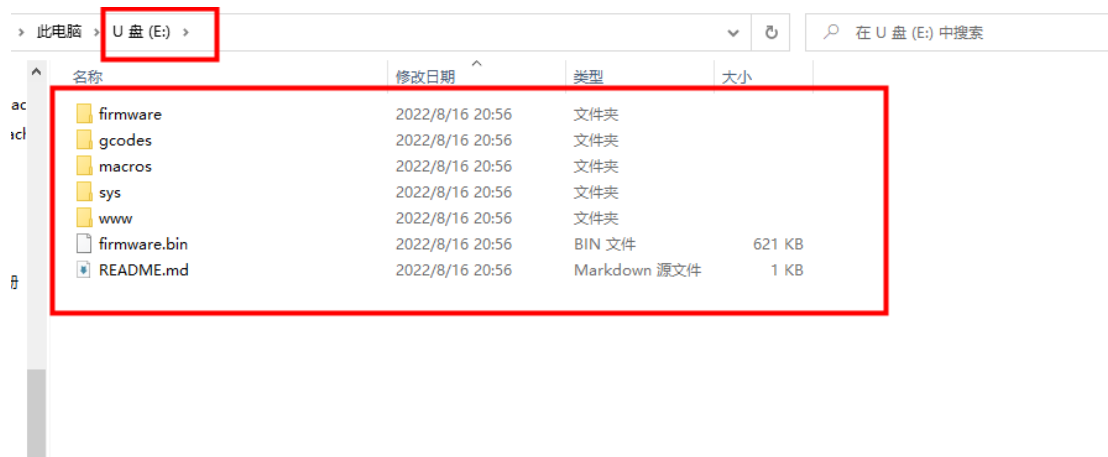 此电脑 U 盘 (E:) 在 U 盘 (E:) 中搜索
名称 修改日期 类型 大小
firmware 2022/8/16 20:56 文件夹
gcodes 2022/8/16 20:56 文件夹
macros 2022/8/16 20:56 文件夹
sys 2022/8/16 20:56 文件夹
www 2022/8/16 20:56 文件夹
firmware.bin 2022/8/16 20:56 BIN 文件 621 KB
README.md 2022/8/16 20:56 Markdown 源文件 1 KB